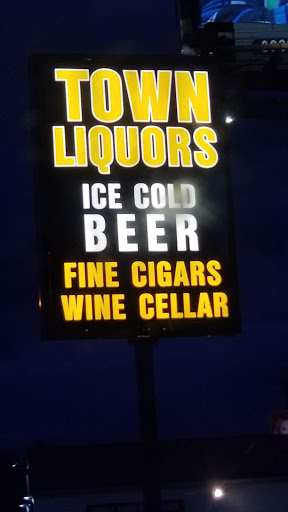 TOWN
LIQUORS
ICE COLD
BEER
FINE CIGARS
WINE CELLAR